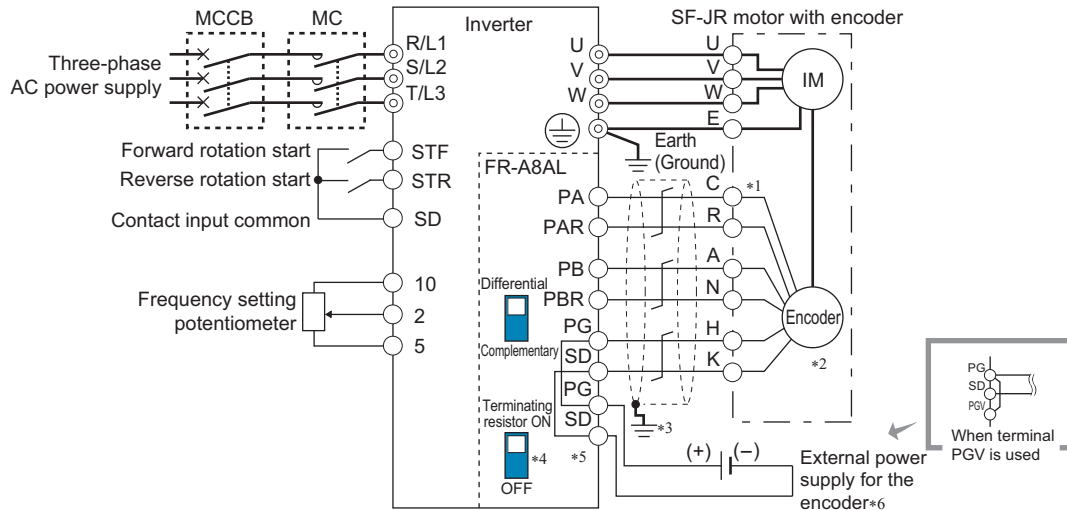 MCCB
MC
Inverter
SF-JR motor with encoder
Three-phase
AC power supply
R/L1
S/L2
T/L3
U
V
W
U
V
W
E
IM
Earth
(Ground)
Forward rotation start
Reverse rotation start
Contact input common
STF
STR
SD
FR-A8AL
PA
PAR
PB
PBR
PG
SD
PG
SD
C
*1
R
A
N
H
K
Differential
Complementary
Encoder
*2
Frequency setting
potentiometer
10
2
5
Terminating
resistor ON
*4
OFF
*5
*3
(+)
(−)
External power
supply for the
encoder*6
PG
SD
PGV
When terminal
PGV is used